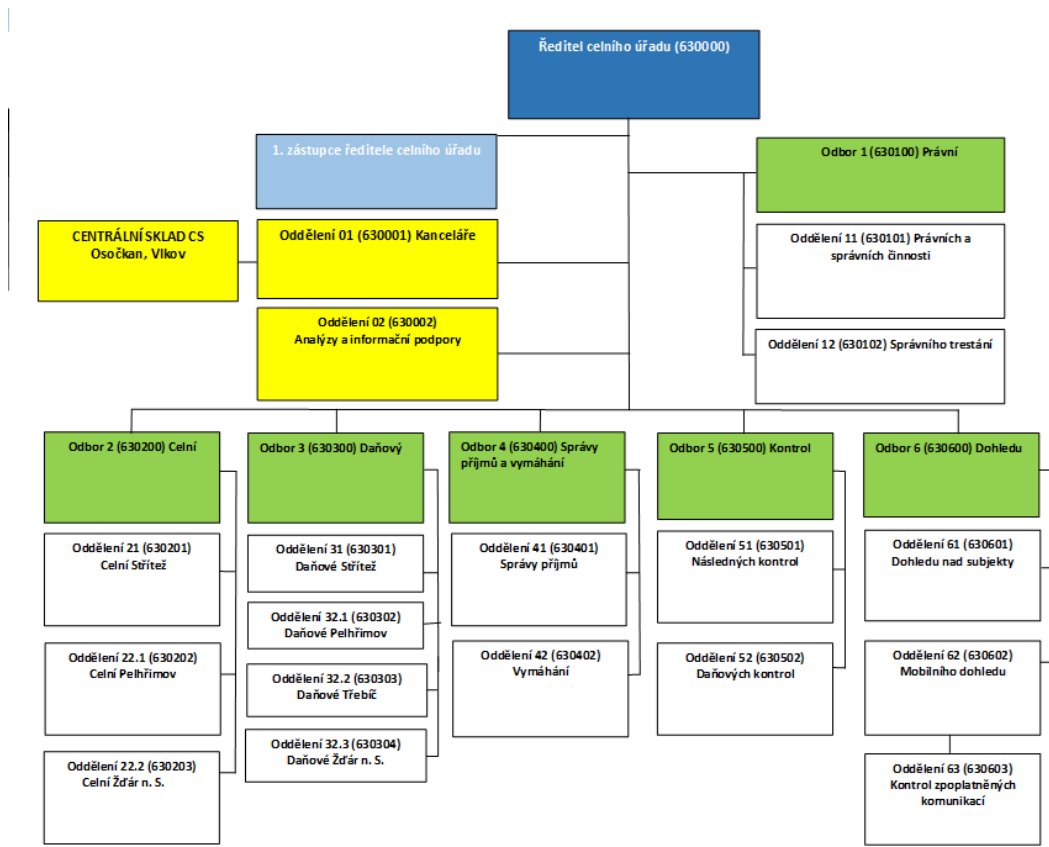 Ředitel celního úřadu (630000)
1. zástupce ředitele celního úřadu
Odbor 1 (630100) Právní
CENTRÁLNÍ SKLAD CS
Osočkan, Vlkov
Oddělení 01 (630001) Kanceláře
Oddělení 11 (630101) Právních a
správních činnosti
Oddělení 02 (630002)
Analýzy a informační podpory
Oddělení 12 (630102) Správního trestání
Odbor 2 (630200) Celní
Oddělení 21 (630201)
Celní Střítež
Oddělení 22.1 (630202)
Celní Pelhřimov
Oddělení 22.2 (630203)
Celní Žďár n. S.
Odbor 3 (630300) Daňový
Oddělení 31 (630301)
Daňové Střítež
Oddělení 32.1 (630302)
Daňové Pelhřimov
Oddělení 32.2 (630303)
Daňové Třebíč
Oddělení 32.3 (630304)
Daňové Žďár n. S.
Odbor 4 (630400) Správy
příjmů a vymáhání
Oddělení 41 (630401)
Správy příjmů
Oddělení 42 (630402)
Vymáhání
Odbor 5 (630500) Kontrol
Oddělení 51 (630501)
Následných kontrol
Oddělení 52 (630502)
Daňových kontrol
Odbor 6 (630600) Dohledu
Oddělení 61 (630601)
Dohledu nad subjekty
Oddělení 62 (630602)
Mobilního dohledu
Oddělení 63 (630603)
Kontrol zpoplatněných
komunikací